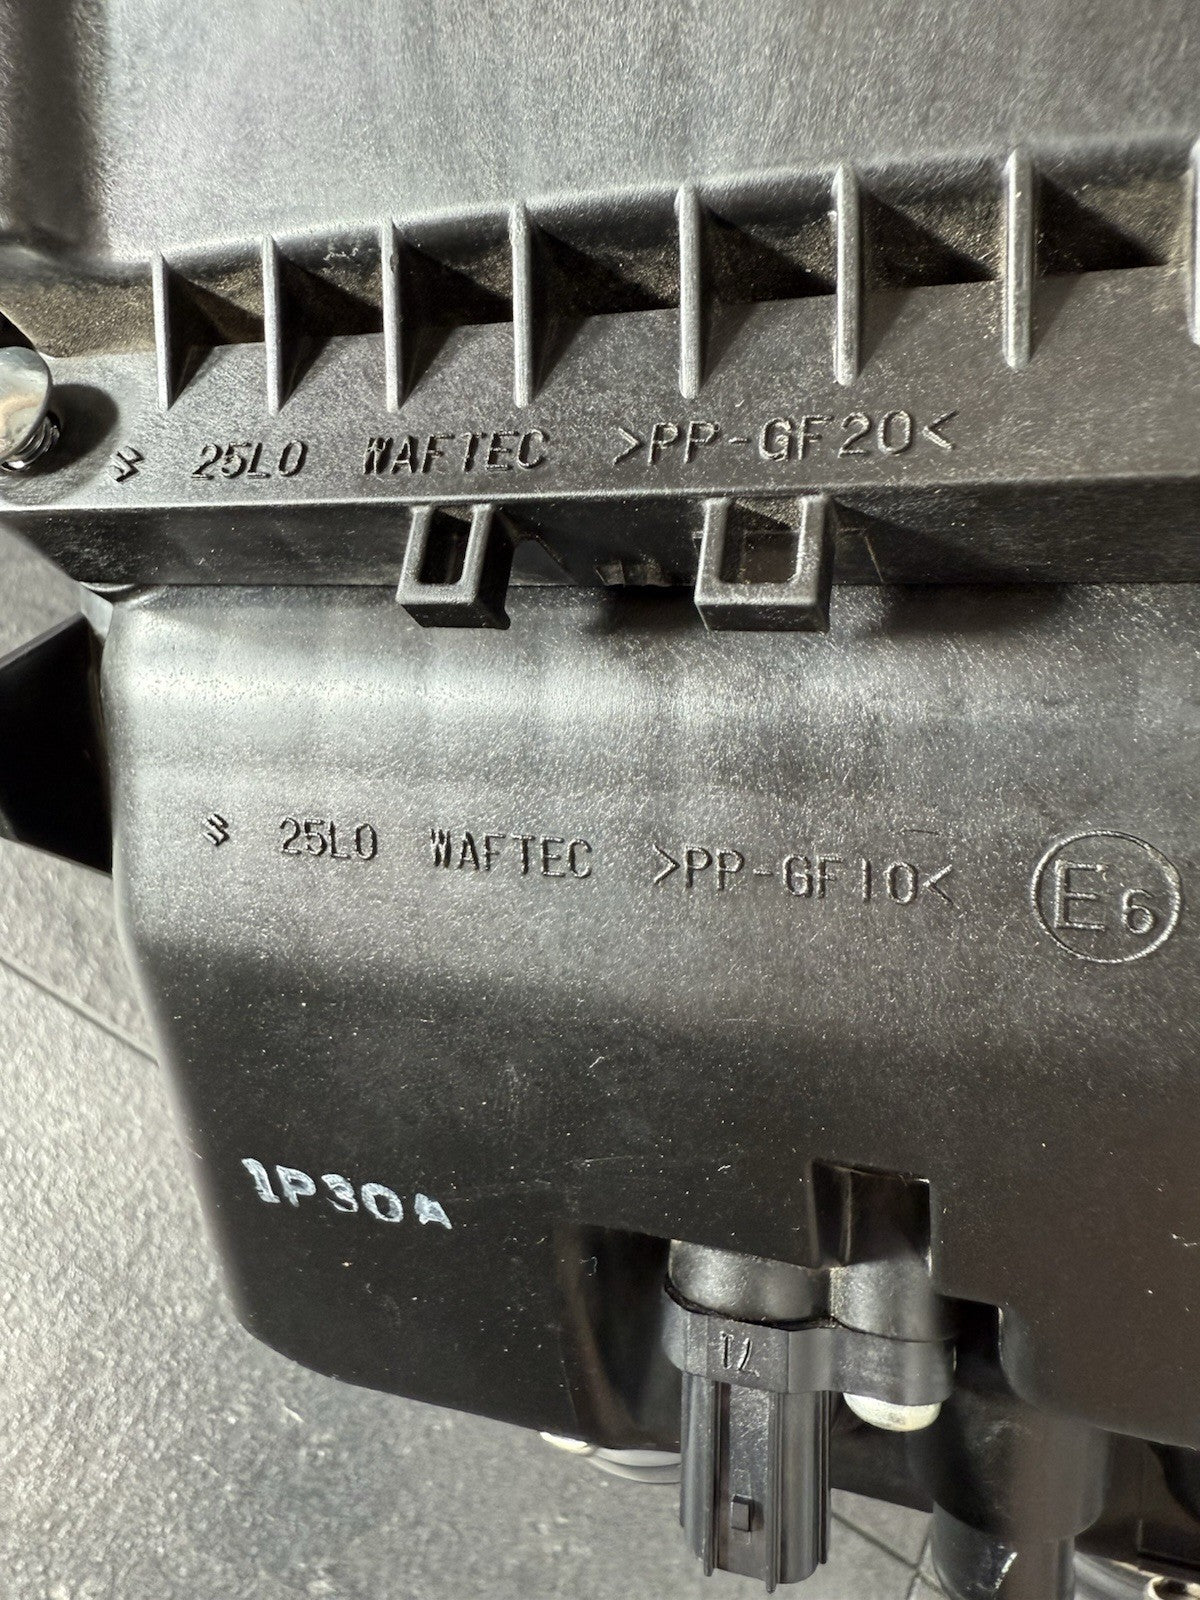 25L0 WAFTEC >PP-GF20<
25L0 WAFTEC >PP-GF10< E6
1P30A